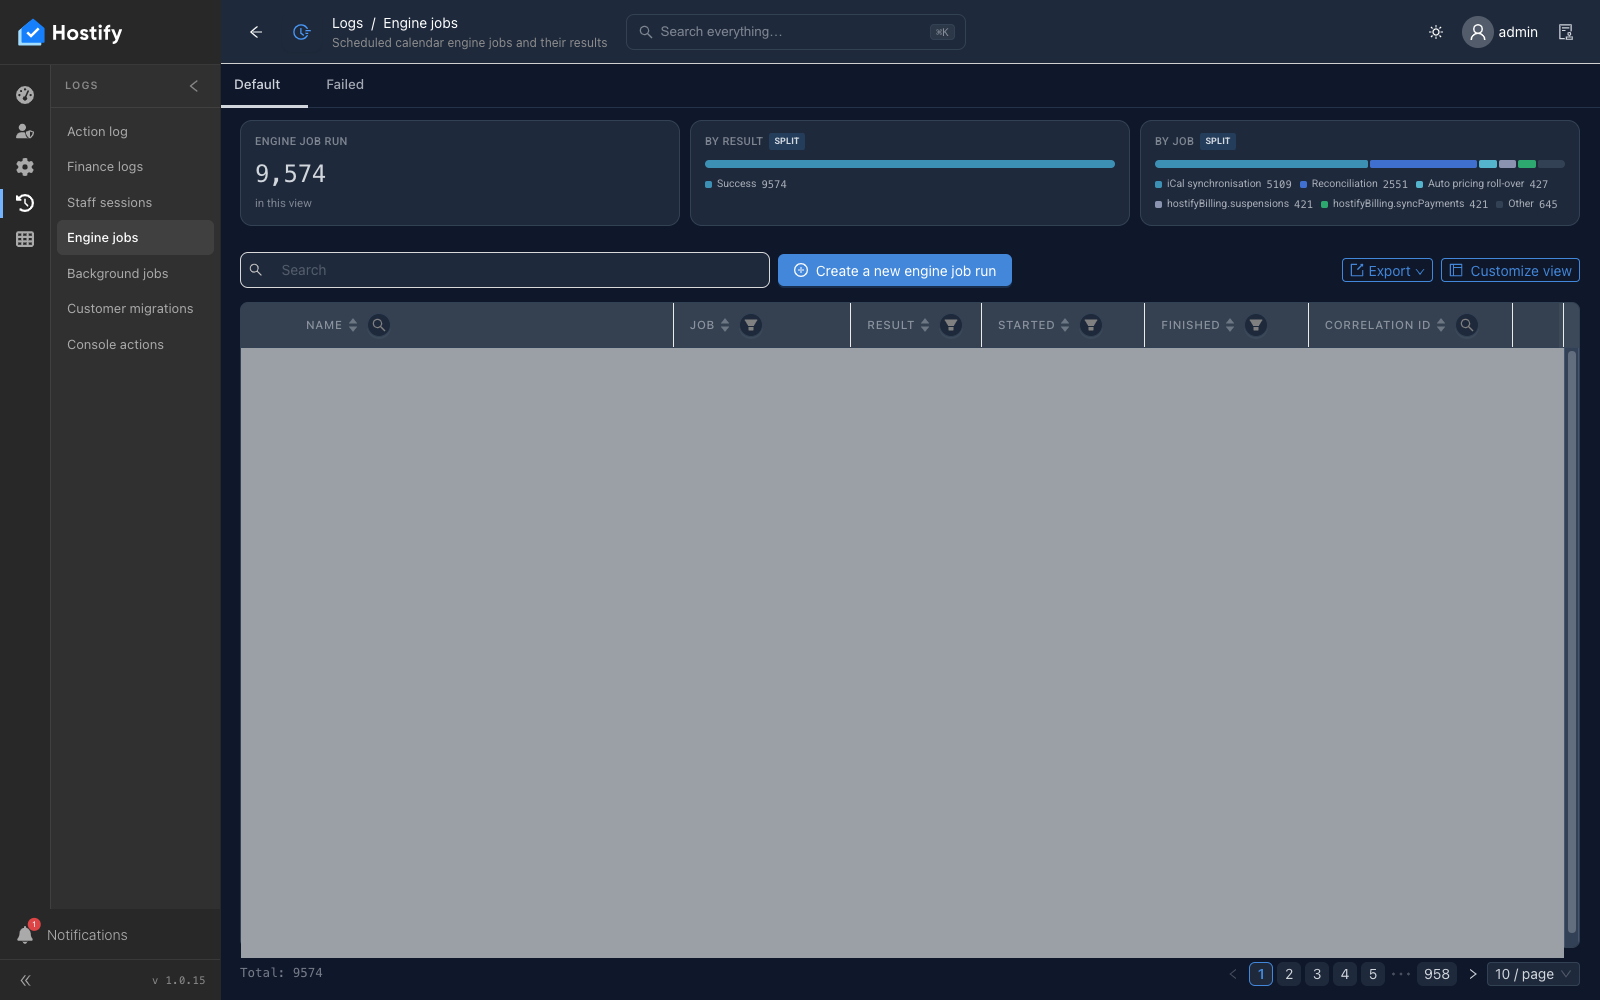 Hostify
Logs / Engine jobs
Scheduled calendar engine jobs and their results
Search everything...
⌘K
admin
LOGS
Action log
Finance logs
Staff sessions
Engine jobs
Background jobs
Customer migrations
Console actions
Notifications
1
v 1.0.15
Default
Failed
ENGINE JOB RUN
9,574
in this view
BY RESULT SPLIT
Success 9574
BY JOB SPLIT
iCal synchronisation 5109 Reconciliation 2551 Auto pricing roll-over 427
hostifyBilling.suspensions 421 hostifyBilling.syncPayments 421 Other 645
Search
Create a new engine job run
Export
Customize view
NAME JOB RESULT STARTED FINISHED CORRELATION ID
Total: 9574
1 2 3 4 5 ••• 958 10 / page